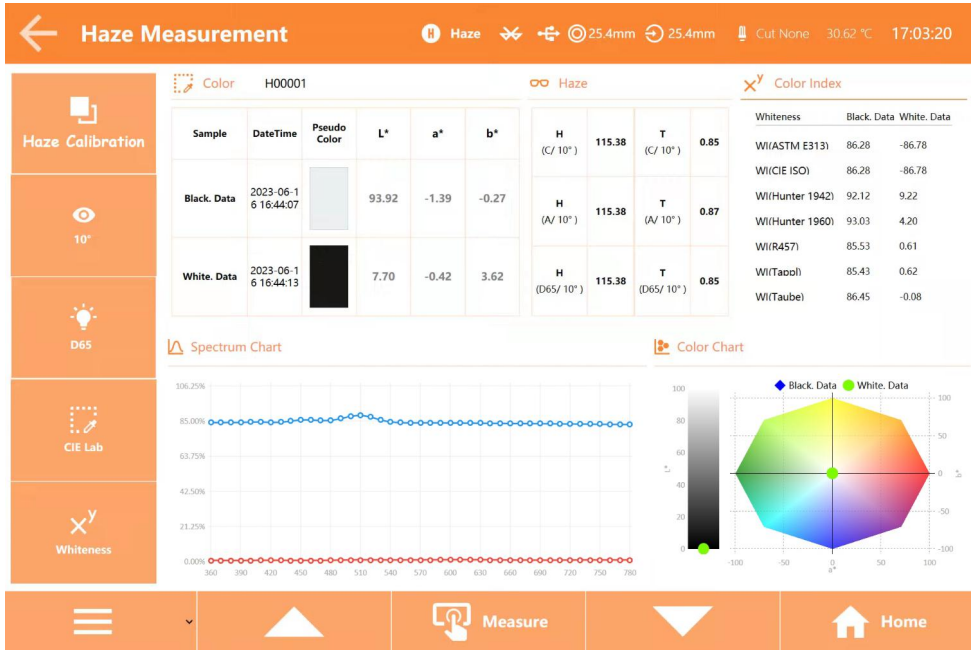 Haze Measurement
H Haze 25.4mm 25.4mm Cut None 30.62 °C 17:03:20
Haze Calibration
10°
D65
CIE Lab
Whiteness
Xy
Color H00001
Sample DateTime Pseudo Color L* a* b*
Black. Data 2023-06-1
6 16:44:07 93.92 -1.39 -0.27
White. Data 2023-06-1
6 16:44:13 7.70 -0.42 3.62
Haze
H
(C/ 10°) 115.38 T
(C/ 10°) 0.85
H
(A/ 10°) 115.38 T
(A/ 10°) 0.87
H
(D65/ 10°) 115.38 T
(D65/ 10°) 0.85
Xy Color Index
Whiteness Black. Data White. Data
WI(ASTM E313) 86.28 -86.78
WI(CIE ISO) 86.28 -86.78
WI(Hunter 1942) 92.12 9.22
WI(Hunter 1960) 93.03 4.20
WI(R457) 85.53 0.61
WI(Tappl) 85.43 0.62
WI(Taube) 86.45 -0.08
Spectrum Chart
106.25%
85.00%
63.75%
42.50%
21.25%
0.00%
360 390 420 450 480 510 540 570 600 630 660 690 720 750 780
Color Chart
Black. Data White. Data
100
80
60
40
20
0
L*
100
50
0
-50
-100
b*
-100 -50 0 50 100
a*
Measure
Home